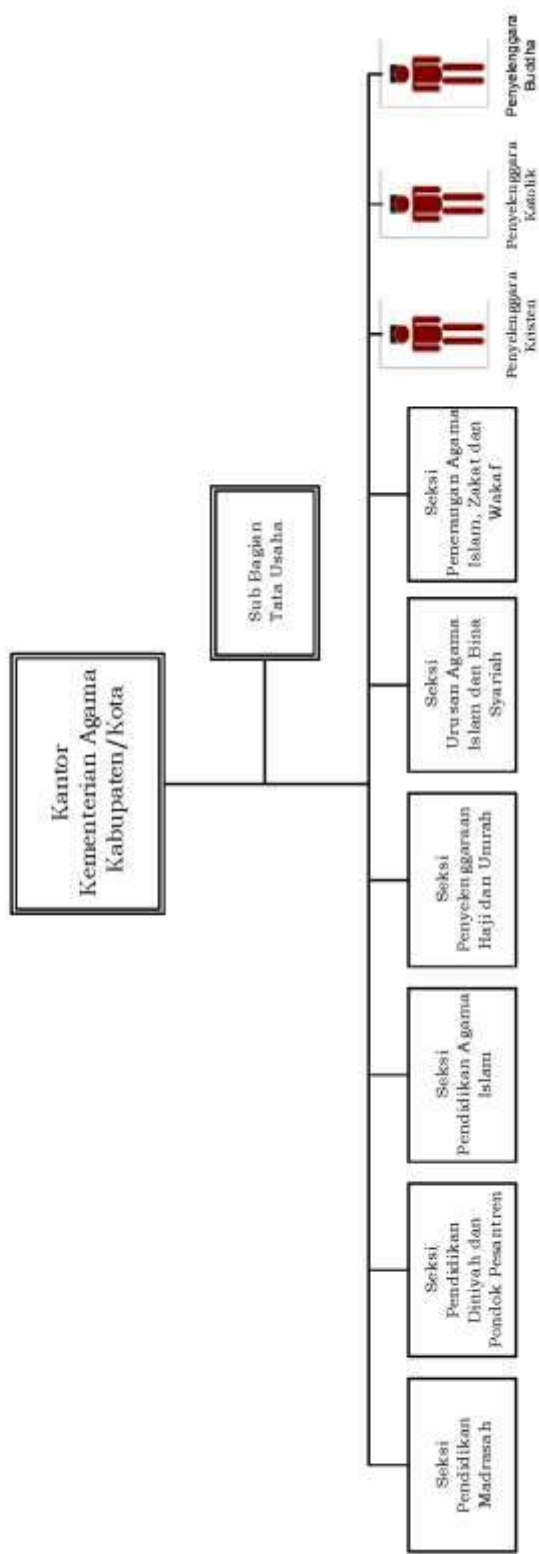 Kantor
Kementerian Agama
Kabupaten/Kota
Sub Bagian
Tata Usaha
Seksi
Pendidikan
Madrasah
Seksi
Pendidikan
Diniyah dan
Pondok Pesantren
Seksi
Pendidikan Agama
Islam
Seksi
Penyelenggaraan
Haji dan Umrah
Seksi
Urusan Agama
Islam dan Bina
Syariah
Seksi
Penerangan Agama
Islam, Zakat dan
Wakaf
Penyelenggara
Kristen
Penyelenggara
Katolik
Penyelenggara
Buddha